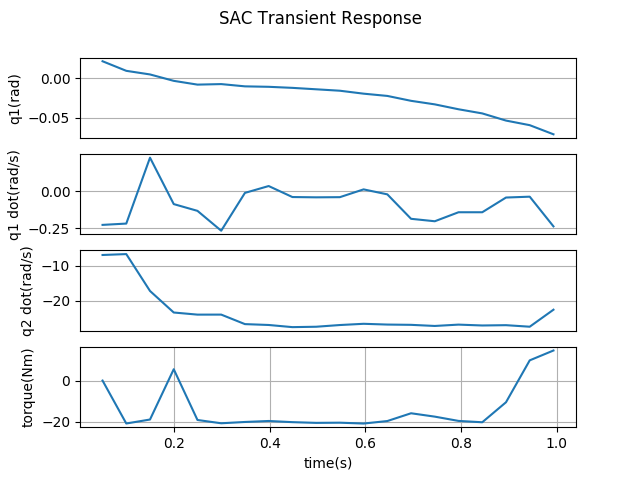 SAC Transient Response
q1(rad)
0.00
−0.05
q1 dot(rad/s)
0.00
−0.25
q2 dot(rad/s)
−10
−20
torque(Nm)
0
−20
0.2 0.4 0.6 0.8 1.0
time(s)